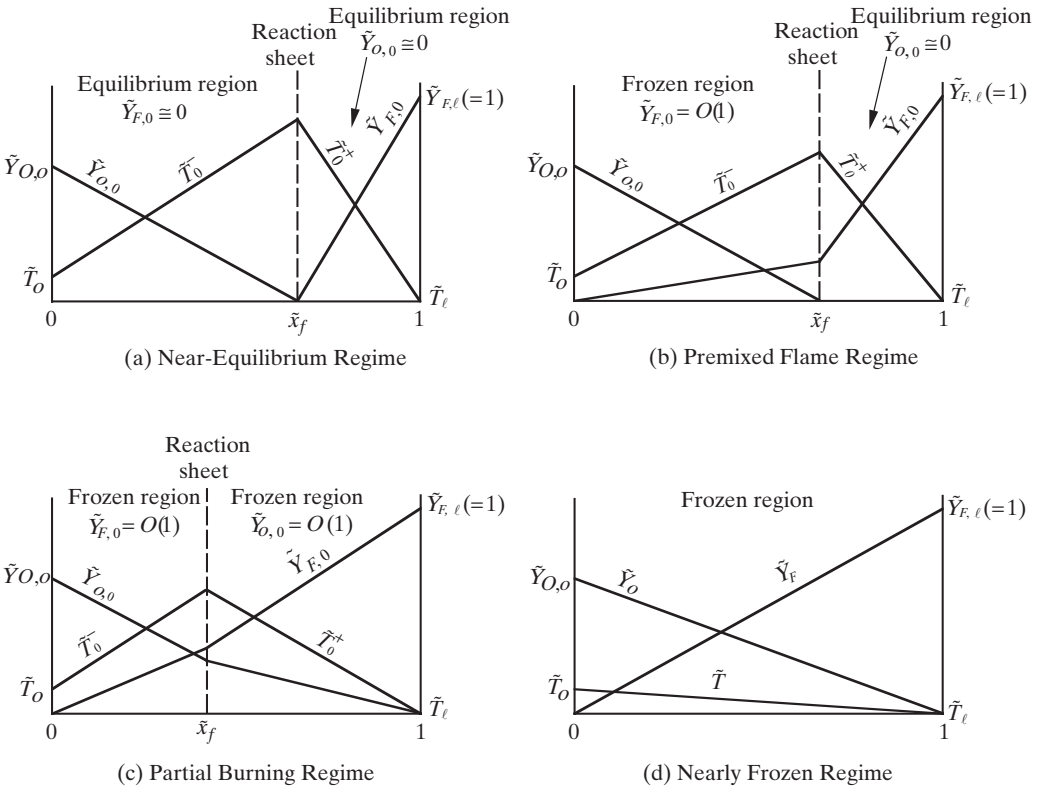 Equilibrium region
Ỹ_{O,0} ≅ 0
Reaction
sheet
Equilibrium region
Ỹ_{F,0} ≅ 0
Ỹ_{F,ℓ} (=1)
Ỹ_{F,0}
Ỹ_{O,o}
Ỹ_{o,0}
T̃_0^-
T̃_0^+
T̃_o
T̃_ℓ
0
x̃_f
1
(a) Near-Equilibrium Regime
Equilibrium region
Ỹ_{O,0} ≅ 0
Reaction
sheet
Frozen region
Ỹ_{F,0} = O(1)
Ỹ_{F,ℓ} (=1)
Ỹ_{F,0}
Ỹ_{O,o}
Ỹ_{o,0}
T̃_0^-
T̃_0^+
T̃_o
T̃_ℓ
0
x̃_f
1
(b) Premixed Flame Regime
Reaction
sheet
Frozen region
Ỹ_{F,0} = O(1)
Frozen region
Ỹ_{o,0} = O(1)
Ỹ_{F,ℓ} (=1)
Ỹ_{F,0}
Ỹ_{O,o}
Ỹ_{O,0}
T̃_0^-
T̃_0^+
T̃_o
T̃_ℓ
0
x̃_f
1
(c) Partial Burning Regime
Frozen region
Ỹ_{F,ℓ} (=1)
Ỹ_{O,o}
Ỹ_o
Ỹ_F
T̃_o
T̃
T̃_ℓ
0
1
(d) Nearly Frozen Regime